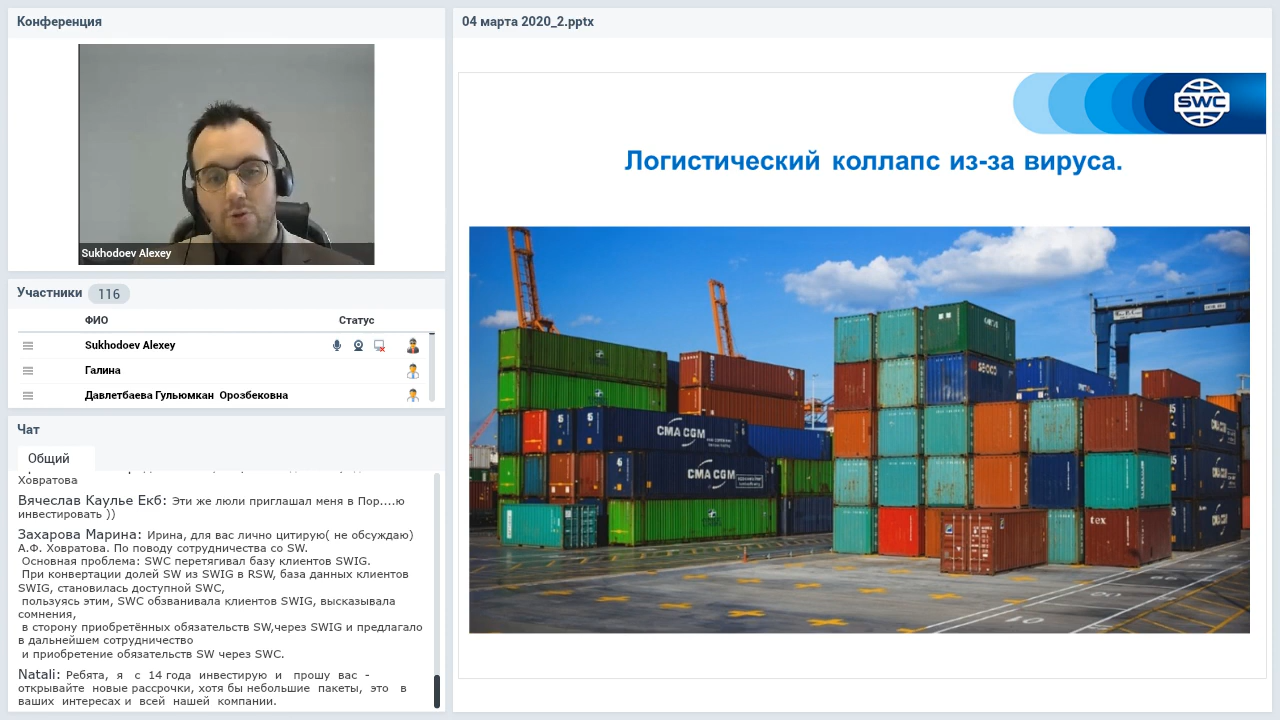 Конференция
Sukhodoev Alexey
Участники 116
ФИО Статус
Sukhodoev Alexey
Галина
Давлетбаева Гульюмкан Орозбековна
Чат
Общий
Ховратова
Вячеслав Каулье Екб: Эти же люли приглашал меня в Пор....ю
инвестировать ))
Захарова Марина: Ирина, для вас лично,цитирую( не обсуждаю)
А.Ф. Ховратова. По поводу сотрудничества со SW.
Основная проблема: SWC перетягивал базу клиентов SWIG.
При конвертации долей SW из SWIG в RSW, база данных клиентов
SWIG, становилась доступной SWC,
пользуясь этим, SWC обзванивала клиентов SWIG, высказывала
сомнения,
в сторону приобретённых обязательств SW,через SWIG и предлагало
в дальнейшем сотрудничество
и приобретение обязательств SW через SWC.
Natali: Ребята, я с 14 года инвестирую и прошу вас -
открывайте новые рассрочки, хотя бы небольшие пакеты, это в
ваших интересах и всей нашей компании.
04 марта 2020_2.pptx
SWC
Логистический коллапс из-за вируса.
CMA CGM
CMA CGM
seaco
tex